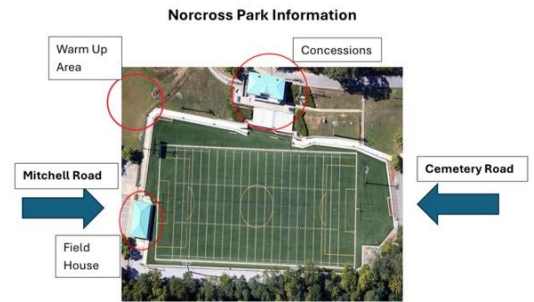 Norcross Park Information
Warm Up
Area
Concessions
Mitchell Road
Cemetery Road
Field
House